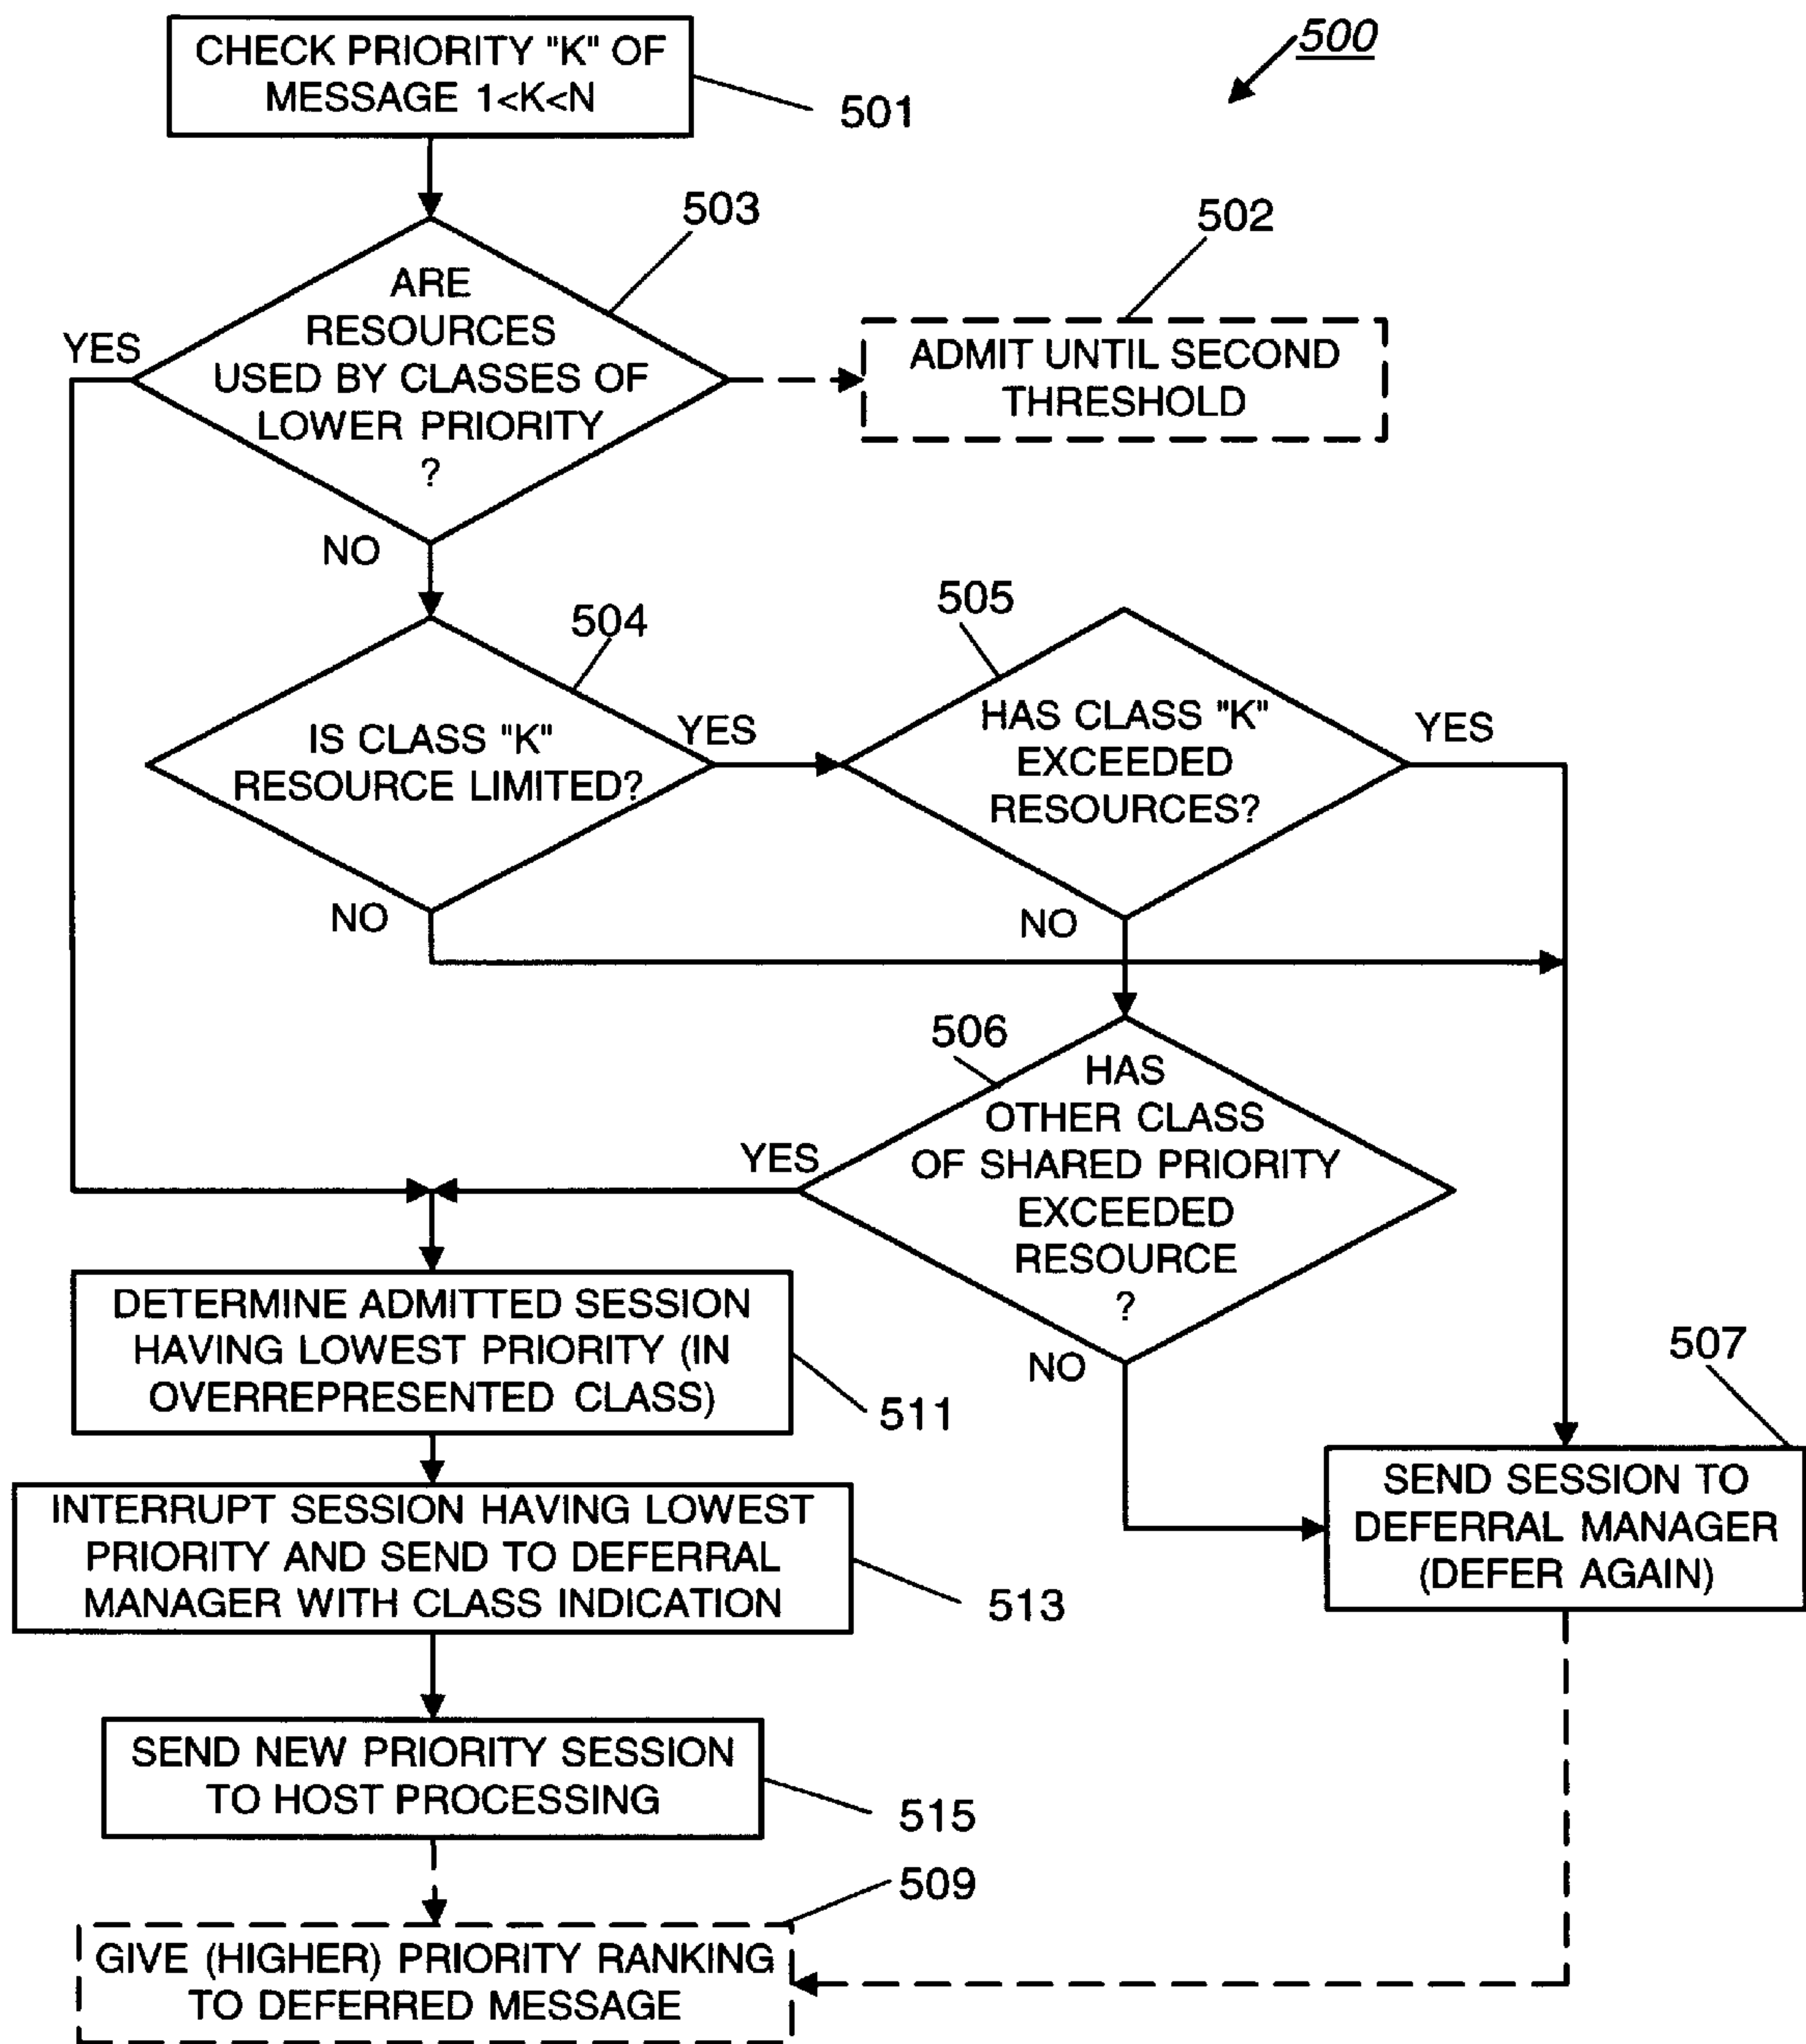 CHECK PRIORITY "K" OF
MESSAGE 1<K<N
501
500
503
502
ARE
RESOURCES
USED BY CLASSES OF
LOWER PRIORITY
?
YES
ADMIT UNTIL SECOND
THRESHOLD
NO
504
505
IS CLASS "K"
RESOURCE LIMITED?
YES
HAS CLASS "K"
EXCEEDED
RESOURCES?
YES
NO
NO
506
HAS
OTHER CLASS
OF SHARED PRIORITY
EXCEEDED
RESOURCE
?
YES
NO
DETERMINE ADMITTED SESSION
HAVING LOWEST PRIORITY (IN
OVERREPRESENTED CLASS)
511
507
SEND SESSION TO
DEFERRAL MANAGER
(DEFER AGAIN)
INTERRUPT SESSION HAVING LOWEST
PRIORITY AND SEND TO DEFERRAL
MANAGER WITH CLASS INDICATION
513
SEND NEW PRIORITY SESSION
TO HOST PROCESSING
515
509
GIVE (HIGHER) PRIORITY RANKING
TO DEFERRED MESSAGE